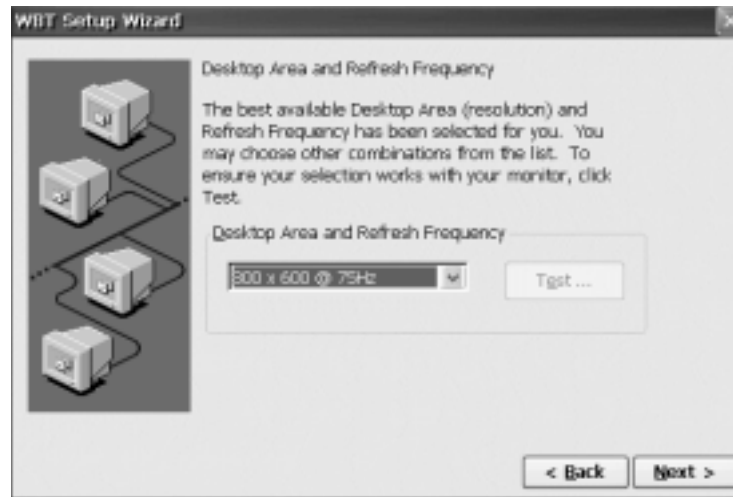 WBT Setup Wizard
Desktop Area and Refresh Frequency
The best available Desktop Area (resolution) and
Refresh Frequency has been selected for you. You
may choose other combinations from the list. To
ensure your selection works with your monitor, click
Test.
Desktop Area and Refresh Frequency
800 x 600 @ 75Hz
Test ...
< Back
Next >